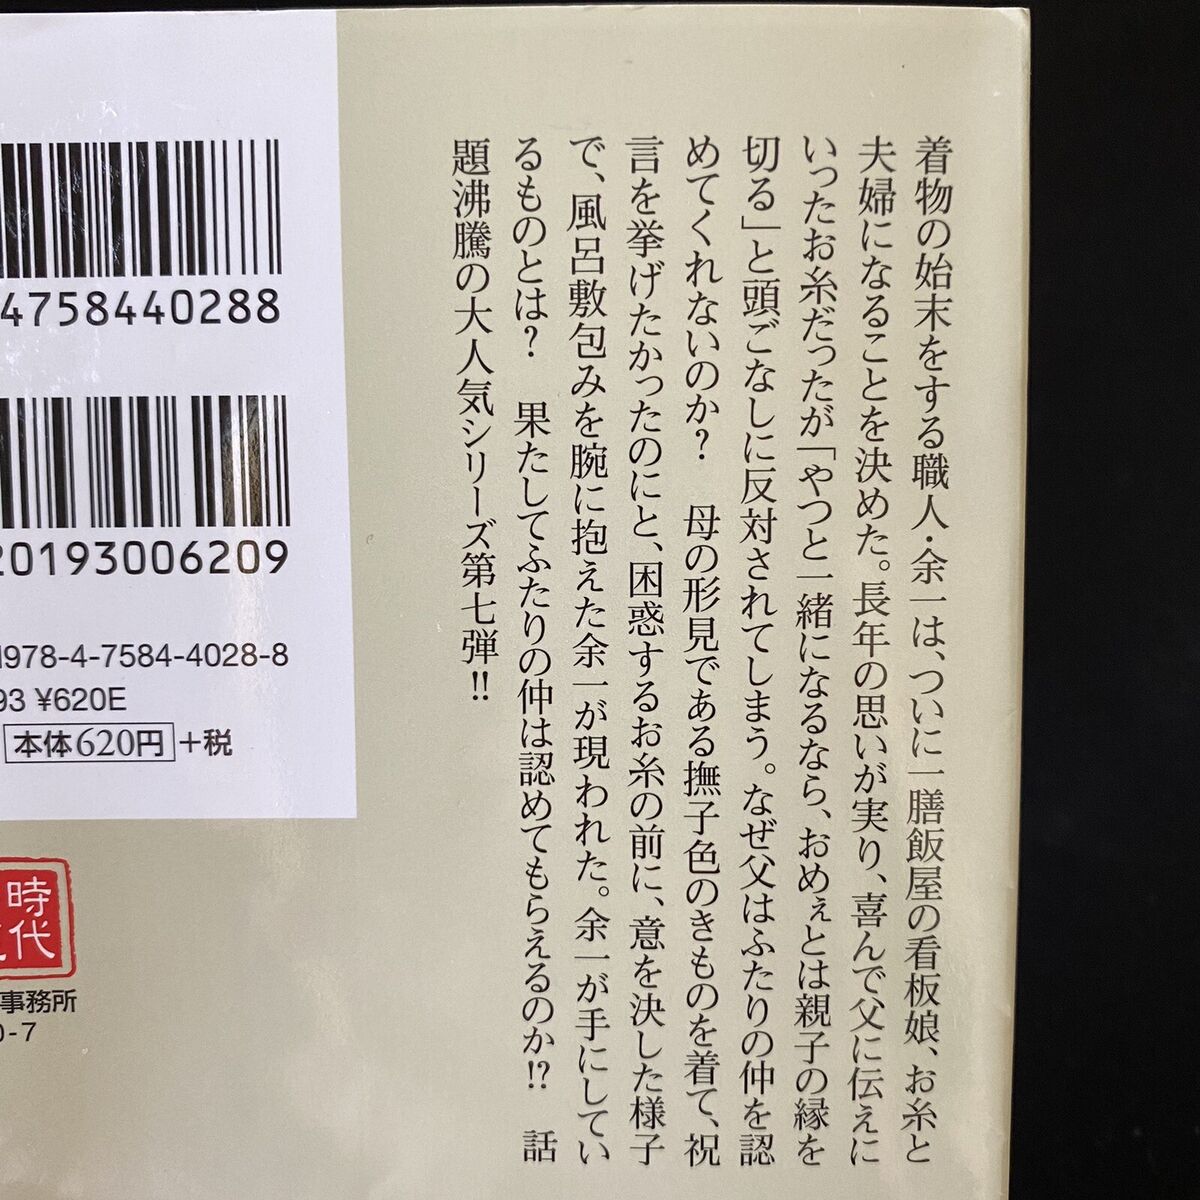 着物の始末をする職人・余一は、ついに一膳飯屋の看板娘、お糸と
夫婦になることを決めた。長年の思いが実り、喜んで父に伝えに
いったお糸だったが「やつと一緒になるなら、おめぇとは親子の縁を
切る」と頭ごなしに反対されてしまう。なぜ父はふたりの仲を認
めてくれないのか？　母の形見である撫子色のきものを着て、祝
言を挙げたかったのにと、困惑するお糸の前に、意を決した様子
で、風呂敷包みを腕に抱えた余一が現われた。余一が手にしてい
るものとは？　果たしてふたりの仲は認めてもらえるのか!?　話
題沸騰の大人気シリーズ第七弾!!
4758440288
20193006209
978-4-7584-4028-8
93 ¥620E
本体620円+税
時代
事務所
0-7